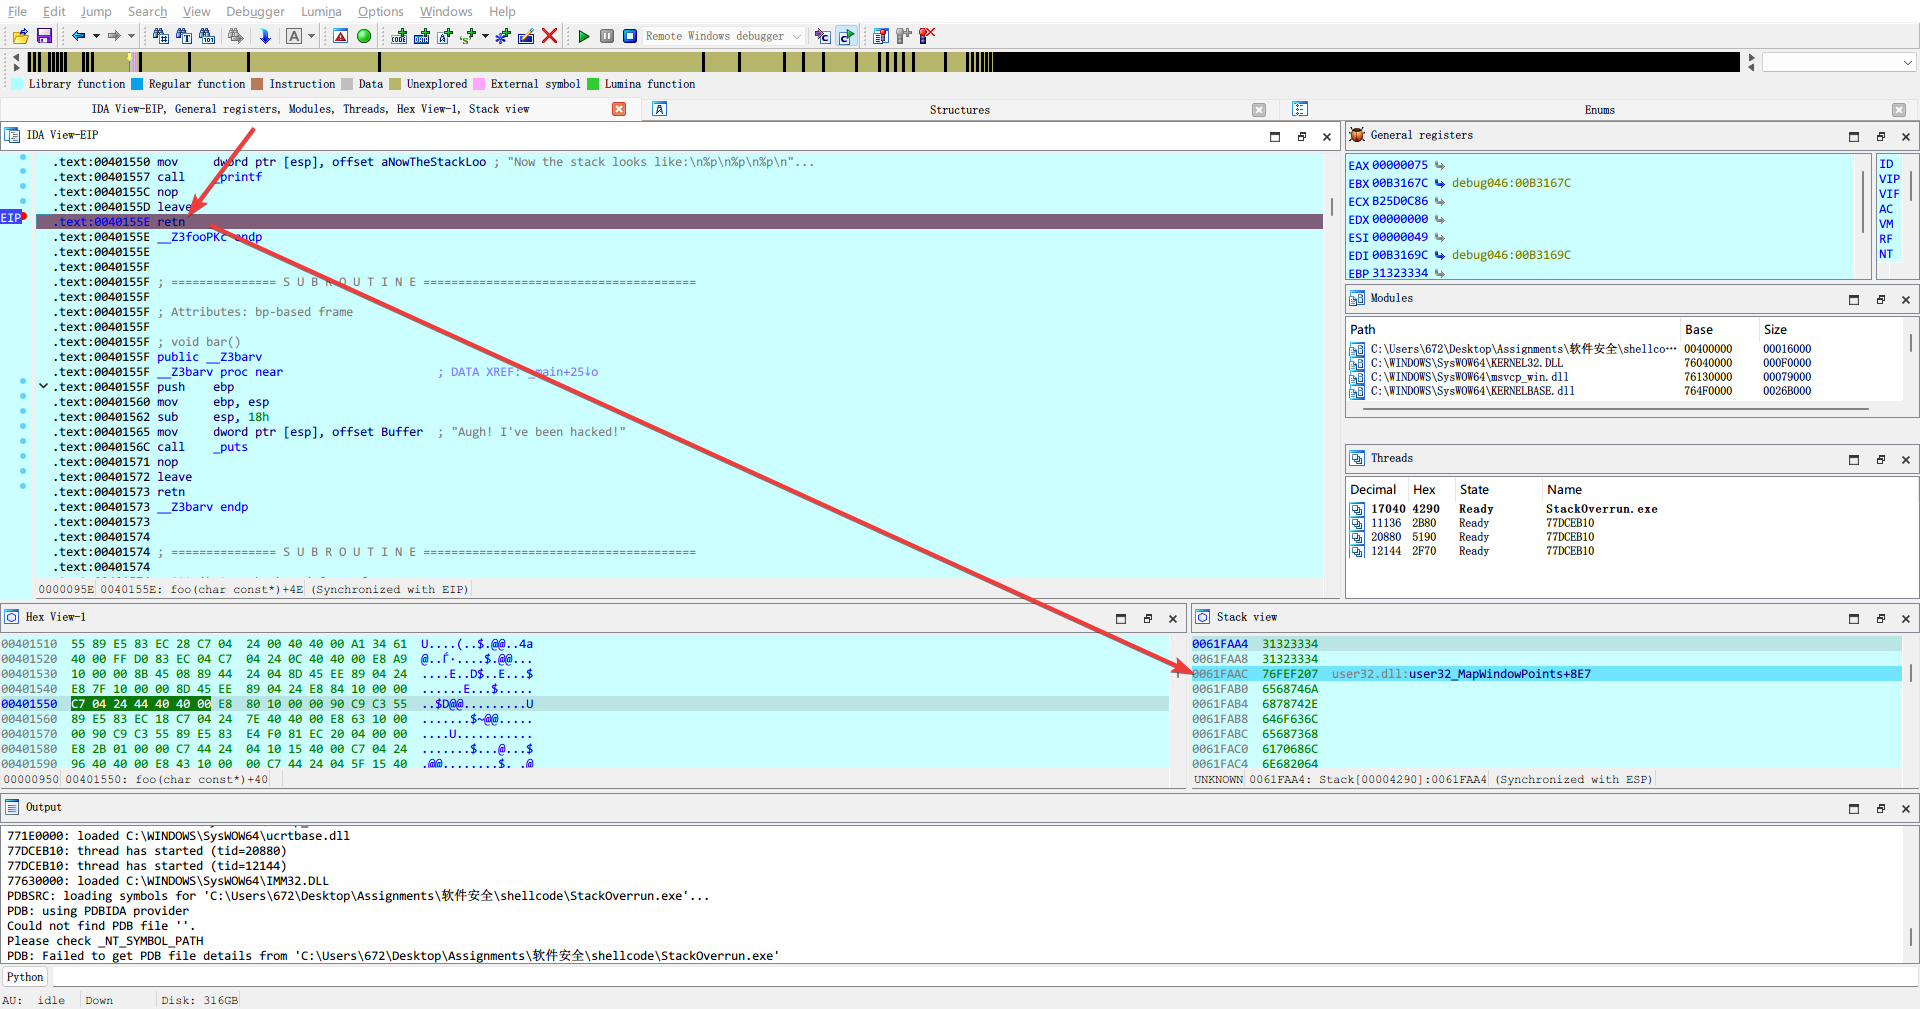 File Edit Jump Search View Debugger Lumina Options Windows Help
Remote Windows debugger
Library function Regular function Instruction Data Unexplored External symbol Lumina function
IDA View-EIP, General registers, Modules, Threads, Hex View-1, Stack view Structures Enums
IDA View-EIP
.text:00401550 mov dword ptr [esp], offset aNowTheStackLoo ; "Now the stack looks like:\n%p\n%p\n%p\n"...
.text:00401557 call _printf
.text:0040155C nop
.text:0040155D leave
EIP .text:0040155E retn
.text:0040155E __Z3fooPKc endp
.text:0040155E
.text:0040155F
.text:0040155F ; =============== S U B R O U T I N E =======================================
.text:0040155F
.text:0040155F ; Attributes: bp-based frame
.text:0040155F
.text:0040155F ; void bar()
.text:0040155F public __Z3barv
.text:0040155F __Z3barv proc near ; DATA XREF: _main+25↓o
.text:0040155F push ebp
.text:00401560 mov ebp, esp
.text:00401562 sub esp, 18h
.text:00401565 mov dword ptr [esp], offset Buffer ; "Augh! I've been hacked!"
.text:0040156C call _puts
.text:00401571 nop
.text:00401572 leave
.text:00401573 retn
.text:00401573 __Z3barv endp
.text:00401573
.text:00401574
.text:00401574 ; =============== S U B R O U T I N E =======================================
.text:00401574
0000095E 0040155E: foo(char const*)+4E (Synchronized with EIP)
General registers
EAX 00000075
EBX 00B3167C debug046:00B3167C
ECX B25D0C86
EDX 00000000
ESI 00000049
EDI 00B3169C debug046:00B3169C
EBP 31323334
ID
VIP
VIF
AC
VM
RF
NT
Modules
Path Base Size
C:\Users\672\Desktop\Assignments\软件安全\shellco⋯ 00400000 00016000
C:\WINDOWS\SysWOW64\KERNEL32.DLL 76040000 000F0000
C:\WINDOWS\SysWOW64\msvcp_win.dll 76130000 00079000
C:\WINDOWS\SysWOW64\KERNELBASE.dll 764F0000 0026B000
Threads
Decimal Hex State Name
17040 4290 Ready StackOverrun.exe
11136 2B80 Ready 77DCEB10
20880 5190 Ready 77DCEB10
12144 2F70 Ready 77DCEB10
Hex View-1
00401510 55 89 E5 83 EC 28 C7 04 24 00 40 40 00 A1 34 61 U....(..$.@@..4a
00401520 40 00 FF D0 83 EC 04 C7 04 24 0C 40 40 00 E8 A9 @..ḟ·....$.@@...
00401530 10 00 00 8B 45 08 89 44 24 04 8D 45 EE 89 04 24 ....E..D$..E...$
00401540 E8 7F 10 00 00 8D 45 EE 89 04 24 E8 84 10 00 00 ......E...$.....
00401550 C7 04 24 44 40 40 00 E8 80 10 00 00 90 C9 C3 55 ..$D@@.........U
00401560 89 E5 83 EC 18 C7 04 24 7E 40 40 00 E8 63 10 00 .......$~@@.....
00401570 00 90 C9 C3 55 89 E5 83 E4 F0 81 EC 20 04 00 00 ....U...........
00401580 E8 2B 01 00 00 C7 44 24 04 10 15 40 00 C7 04 24 .......$...@...$
00401590 96 40 40 00 E8 43 10 00 00 C7 44 24 04 5F 15 40 .@@........$. .@
00000950 00401550: foo(char const*)+40
Stack view
0061FAA4 31323334
0061FAA8 31323334
0061FAAC 76FEF207 user32.dll:user32_MapWindowPoints+8E7
0061FAB0 6568746A
0061FAB4 6878742E
0061FAB8 646F636C
0061FABC 65687368
0061FAC0 6170686C
0061FAC4 6E682064
UNKNOWN 0061FAA4: Stack[00004290]:0061FAA4 (Synchronized with ESP)
Output
771E0000: loaded C:\WINDOWS\SysWOW64\ucrtbase.dll
77DCEB10: thread has started (tid=20880)
77DCEB10: thread has started (tid=12144)
77630000: loaded C:\WINDOWS\SysWOW64\IMM32.DLL
PDBSRC: loading symbols for 'C:\Users\672\Desktop\Assignments\软件安全\shellcode\StackOverrun.exe'...
PDB: using PDBIDA provider
Could not find PDB file ''.
Please check _NT_SYMBOL_PATH
PDB: Failed to get PDB file details from 'C:\Users\672\Desktop\Assignments\软件安全\shellcode\StackOverrun.exe'
Python
AU: idle Down Disk: 316GB